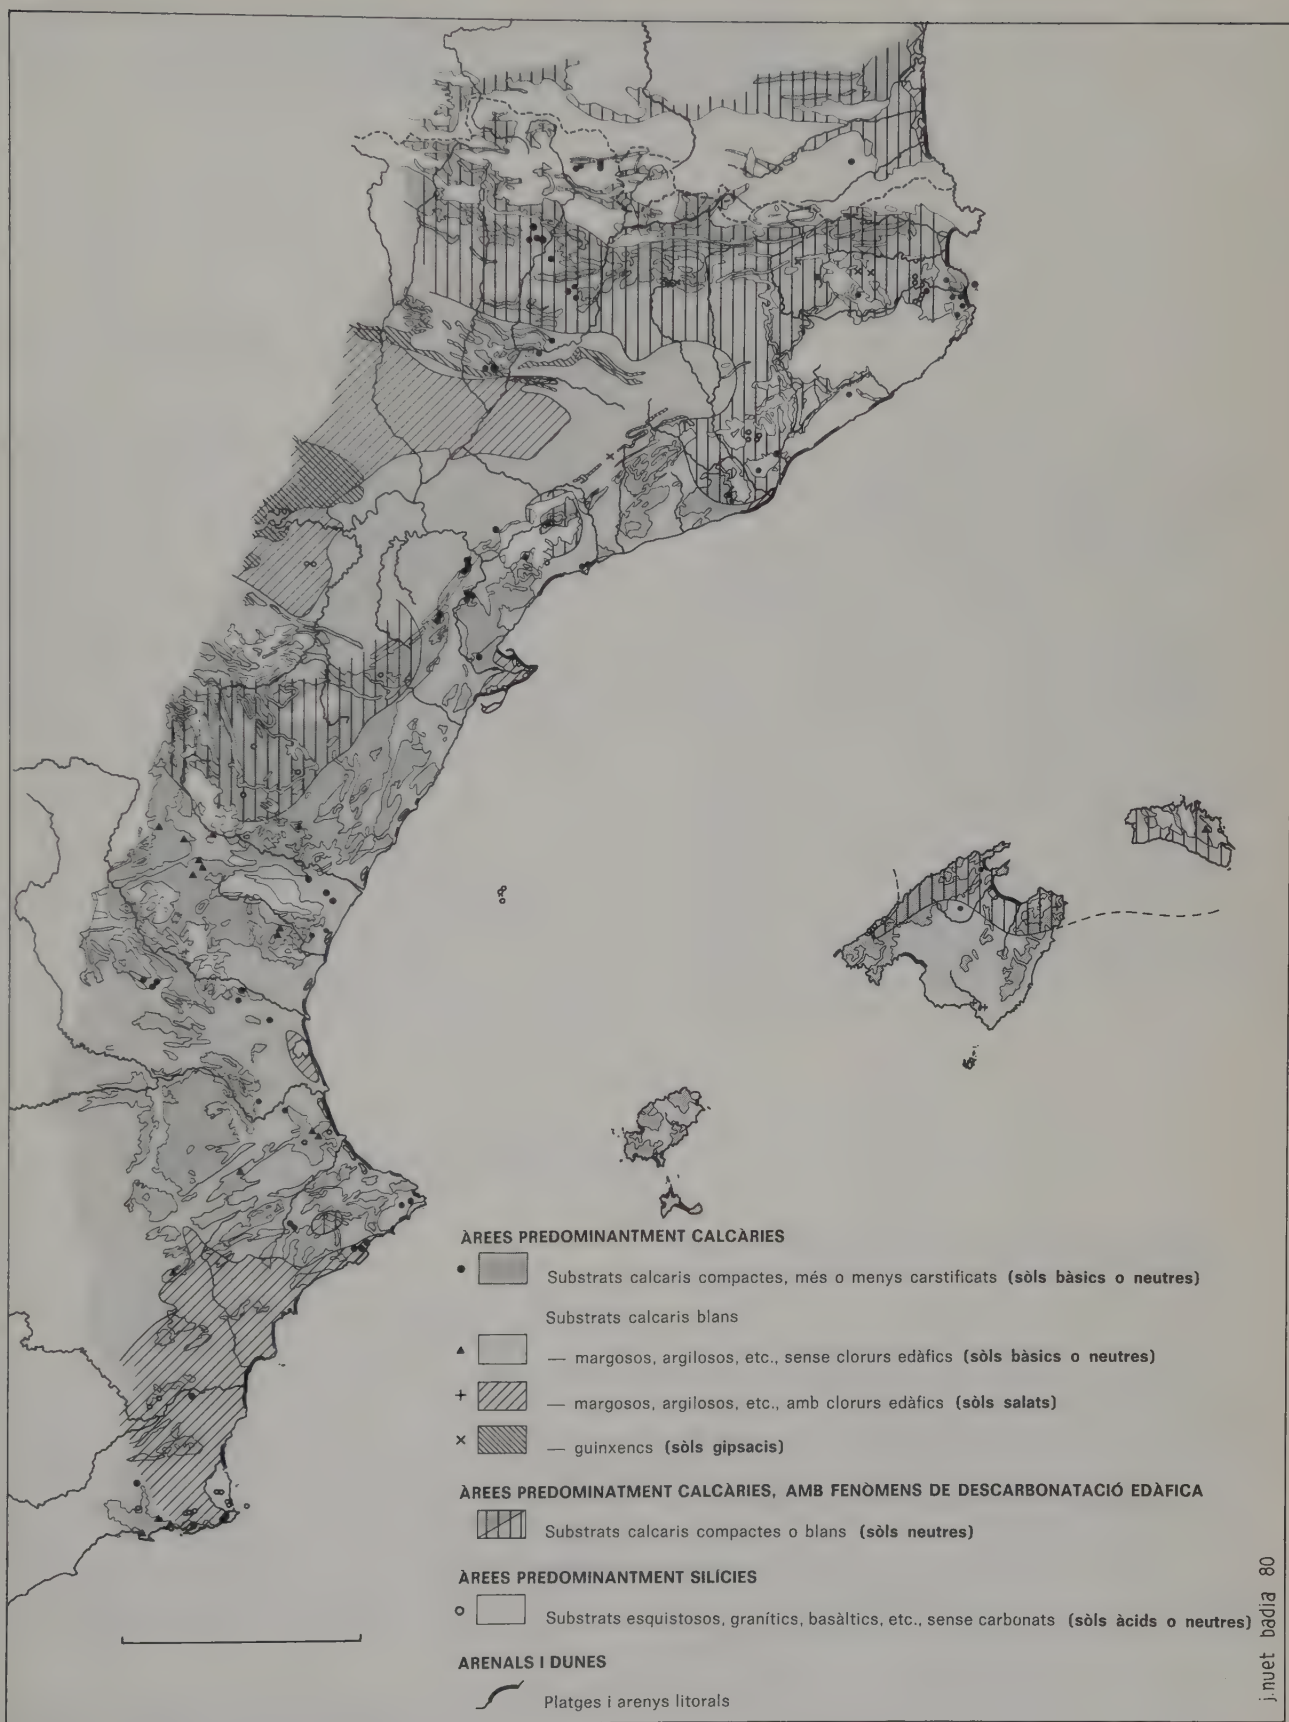 ÀREES PREDOMINANTMENT CALCÀRIES
Substrats calcaris compactes, més o menys carstificats (sòls bàsics o neutres)
Substrats calcaris blans
— margosos, argilosos, etc., sense clorurs edàfics (sòls bàsics o neutres)
— margosos, argilosos, etc., amb clorurs edàfics (sòls salats)
— guinxencs (sòls gipsacis)
ÀREES PREDOMINATMENT CALCÀRIES, AMB FENÒMENS DE DESCARBONATACIÓ EDÀFICA
Substrats calcaris compactes o blans (sòls neutres)
ÀREES PREDOMINANTMENT SILÍCIES
Substrats esquistosos, granítics, basàltics, etc., sense carbonats (sòls àcids o neutres)
ARENALS I DUNES
Platges i arenys litorals
j.nuet badia 80